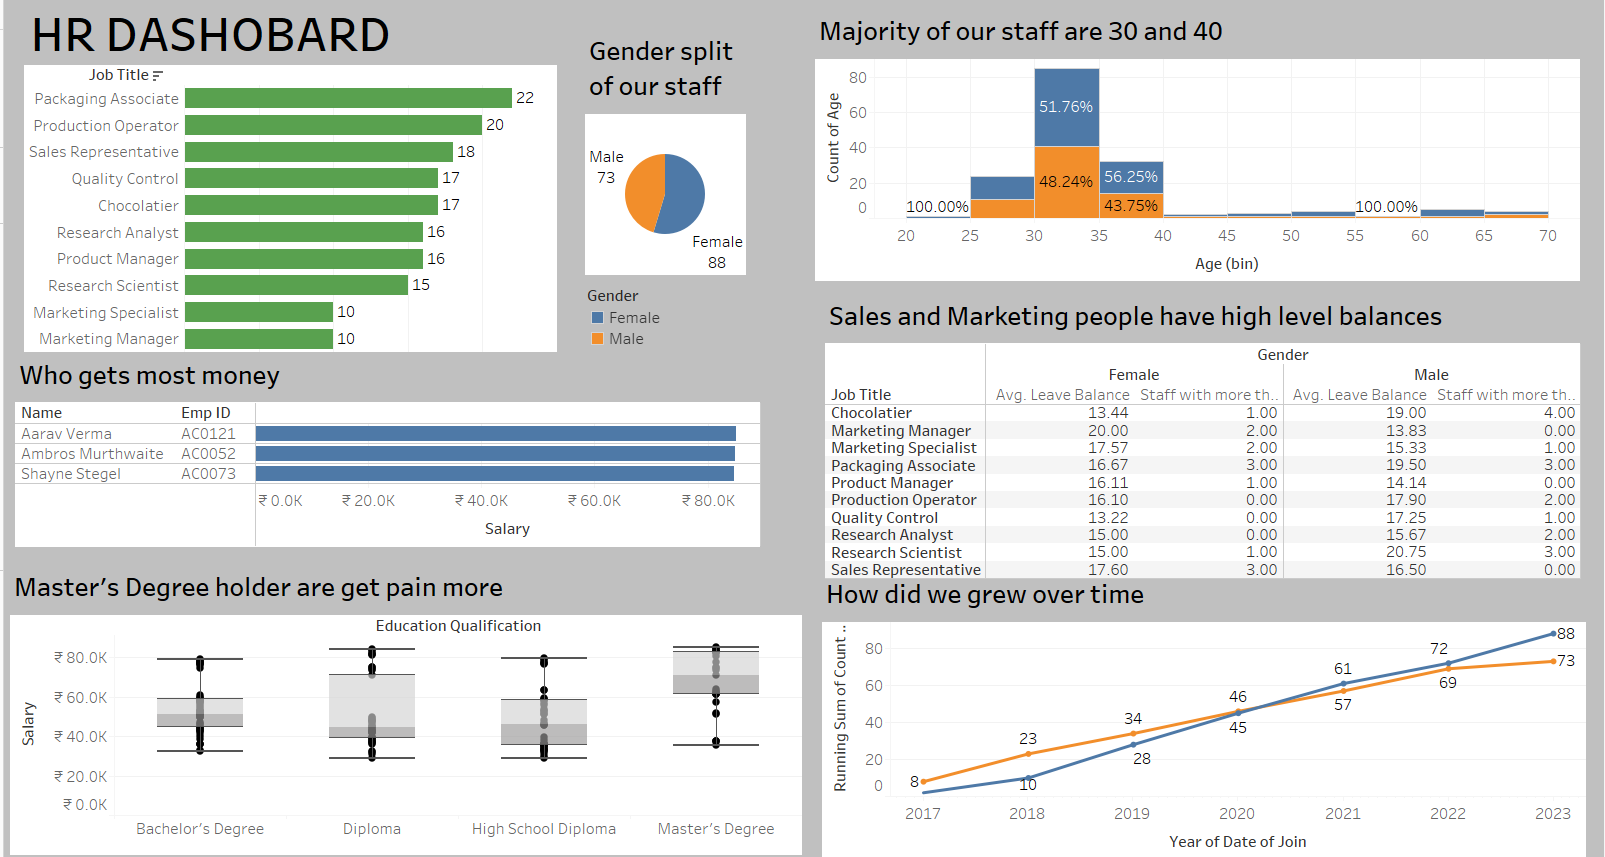 HR DASHOBARD
Job Title
Packaging Associate 22
Production Operator 20
Sales Representative 18
Quality Control 17
Chocolatier 17
Research Analyst 16
Product Manager 16
Research Scientist 15
Marketing Specialist 10
Marketing Manager 10
Gender split
of our staff
Male
73
Female
88
Gender
Female
Male
Majority of our staff are 30 and 40
Count of Age
80
60
40
20
0
51.76%
48.24%
56.25%
43.75%
100.00%
100.00%
20 25 30 35 40 45 50 55 60 65 70
Age (bin)
Who gets most money
Name Emp ID
Aarav Verma AC0121
Ambros Murthwaite AC0052
Shayne Stegel AC0073
₹ 0.0K ₹ 20.0K ₹ 40.0K ₹ 60.0K ₹ 80.0K
Salary
Sales and Marketing people have high level balances
Gender
Female Male
Job Title Avg. Leave Balance Staff with more th.. Avg. Leave Balance Staff with more th..
Chocolatier 13.44 1.00 19.00 4.00
Marketing Manager 20.00 2.00 13.83 0.00
Marketing Specialist 17.57 2.00 15.33 1.00
Packaging Associate 16.67 3.00 19.50 3.00
Product Manager 16.11 1.00 14.14 0.00
Production Operator 16.10 0.00 17.90 2.00
Quality Control 13.22 0.00 17.25 1.00
Research Analyst 15.00 0.00 15.67 2.00
Research Scientist 15.00 1.00 20.75 3.00
Sales Representative 17.60 3.00 16.50 0.00
Master's Degree holder are get pain more
Education Qualification
Salary
₹ 80.0K
₹ 60.0K
₹ 40.0K
₹ 20.0K
₹ 0.0K
Bachelor's Degree Diploma High School Diploma Master's Degree
How did we grew over time
Running Sum of Count ..
80
60
40
20
0
8
23
10
34
28
46
45
61
57
72
69
88
73
2017 2018 2019 2020 2021 2022 2023
Year of Date of Join